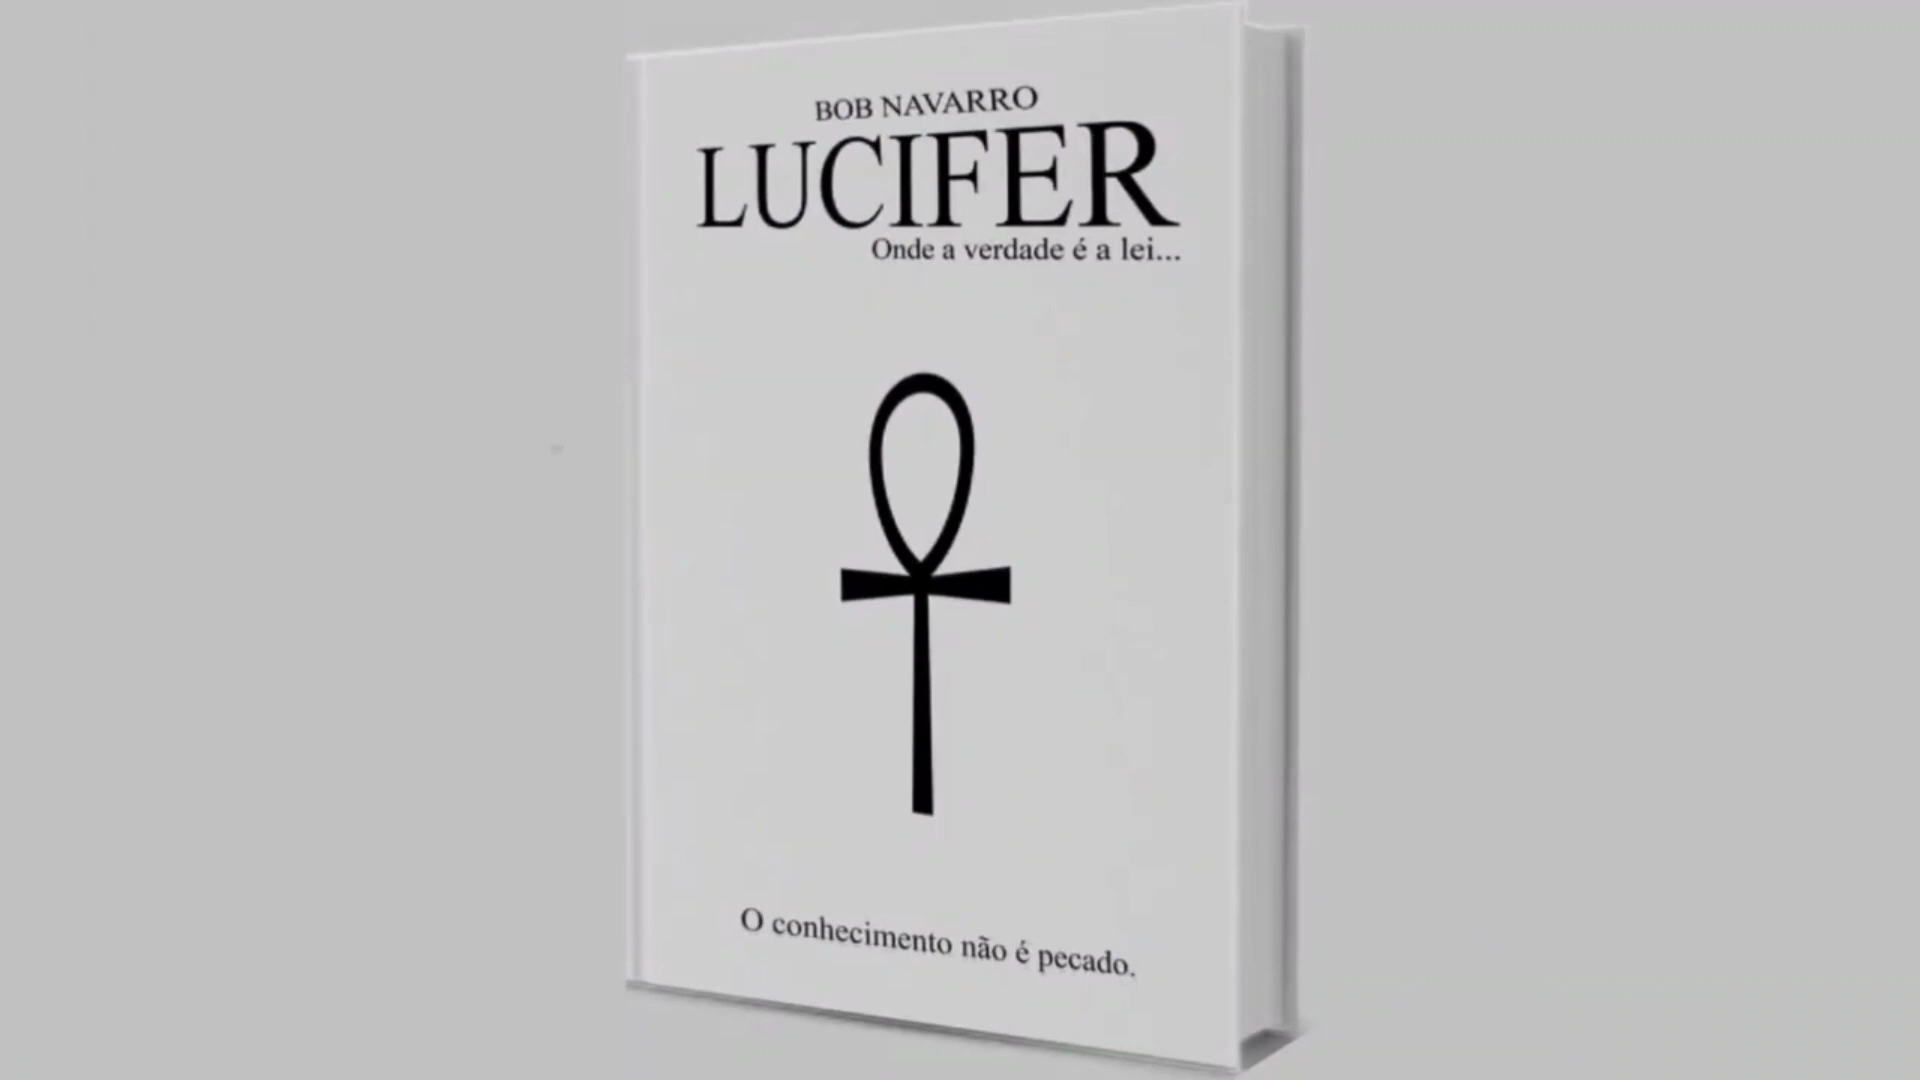 BOB NAVARRO
LUCIFER
Onde a verdade é a lei...
O conhecimento não é pecado.